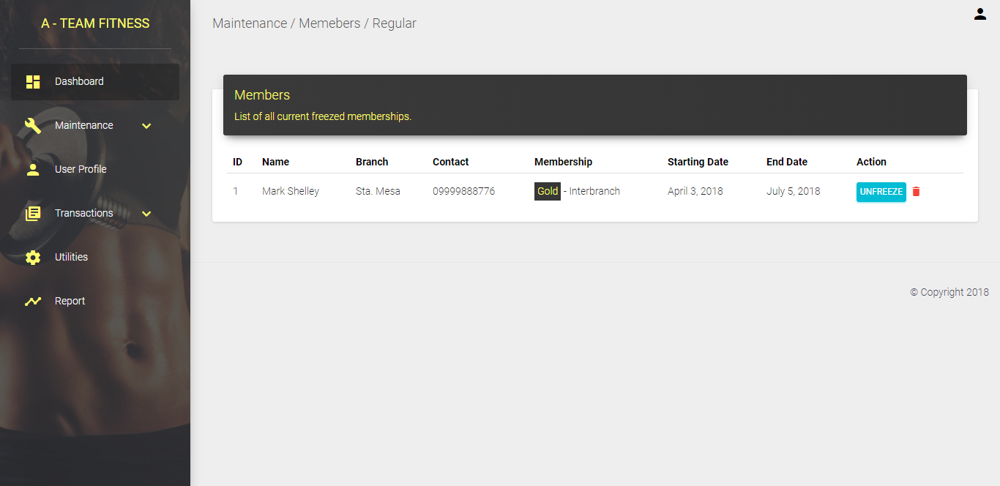 A - TEAM FITNESS
Dashboard
Maintenance
User Profile
Transactions
Utilities
Report
Maintenance / Memebers / Regular
Members
List of all current freezed memberships.
ID Name Branch Contact Membership Starting Date End Date Action
1 Mark Shelley Sta. Mesa 09999888776 Gold - Interbranch April 3, 2018 July 5, 2018 UNFREEZE
© Copyright 2018